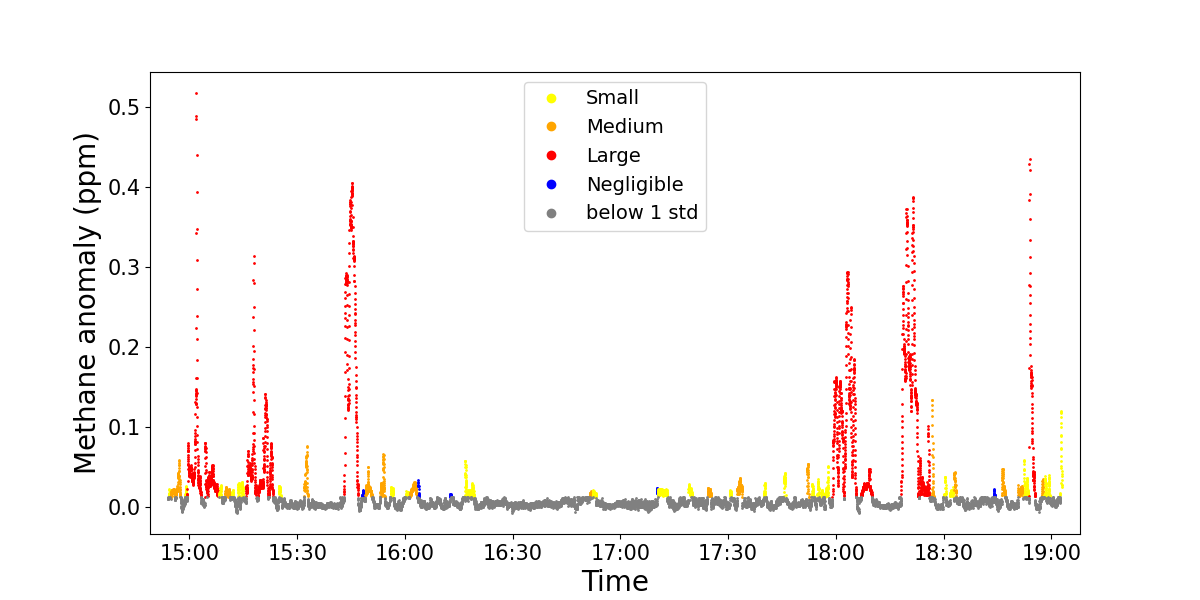 Small
Medium
Large
Negligible
below 1 std
Methane anomaly (ppm)
0.5
0.4
0.3
0.2
0.1
0.0
15:00 15:30 16:00 16:30 17:00 17:30 18:00 18:30 19:00
Time